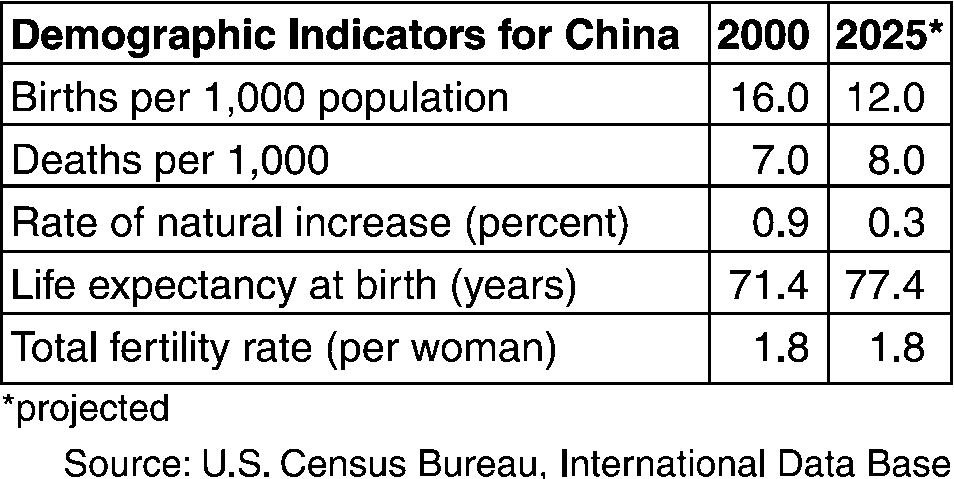 Demographic Indicators for China 2000 2025*
Births per 1,000 population 16.0 12.0
Deaths per 1,000 7.0 8.0
Rate of natural increase (percent) 0.9 0.3
Life expectancy at birth (years) 71.4 77.4
Total fertility rate (per woman) 1.8 1.8
*projected
Source: U.S. Census Bureau, International Data Base